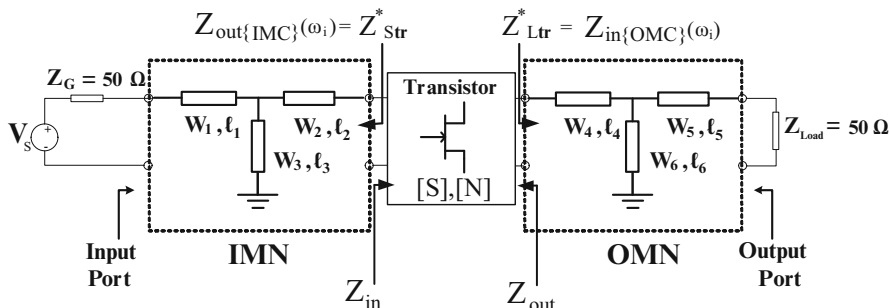 Z_out{IMC}(ω_i) = Z*_Str
Z*_Ltr = Z_in{OMC}(ω_i)
Z_G = 50 Ω
Transistor
V_S
+
-
W_1,ℓ_1
W_2,ℓ_2
W_3,ℓ_3
W_4,ℓ_4
W_5,ℓ_5
W_6,ℓ_6
Z_Load = 50 Ω
[S],[N]
Input
Port
IMN
OMN
Output
Port
Z_in
Z_out